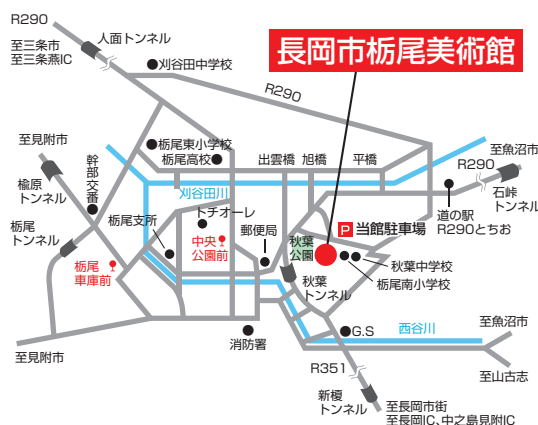 R290
至三条市
至三条燕IC
人面トンネル
刈谷田中学校
長岡市栃尾美術館
R290
至見附市
楡原
トンネル
幹部交番
栃尾東小学校
栃尾高校
出雲橋
旭橋
平橋
至魚沼市
R290
石峠
トンネル
刈谷田川
道の駅
R290とちお
栃尾
トンネル
栃尾支所
トチオーレ
中央
公園前
郵便局
秋葉
公園
P 当館駐車場
秋葉中学校
栃尾南小学校
栃尾
車庫前
秋葉
トンネル
消防署
G.S
西谷川
至魚沼市
至見附市
R351
至山古志
新榎
トンネル
至長岡市街
至長岡IC、中之島見附IC